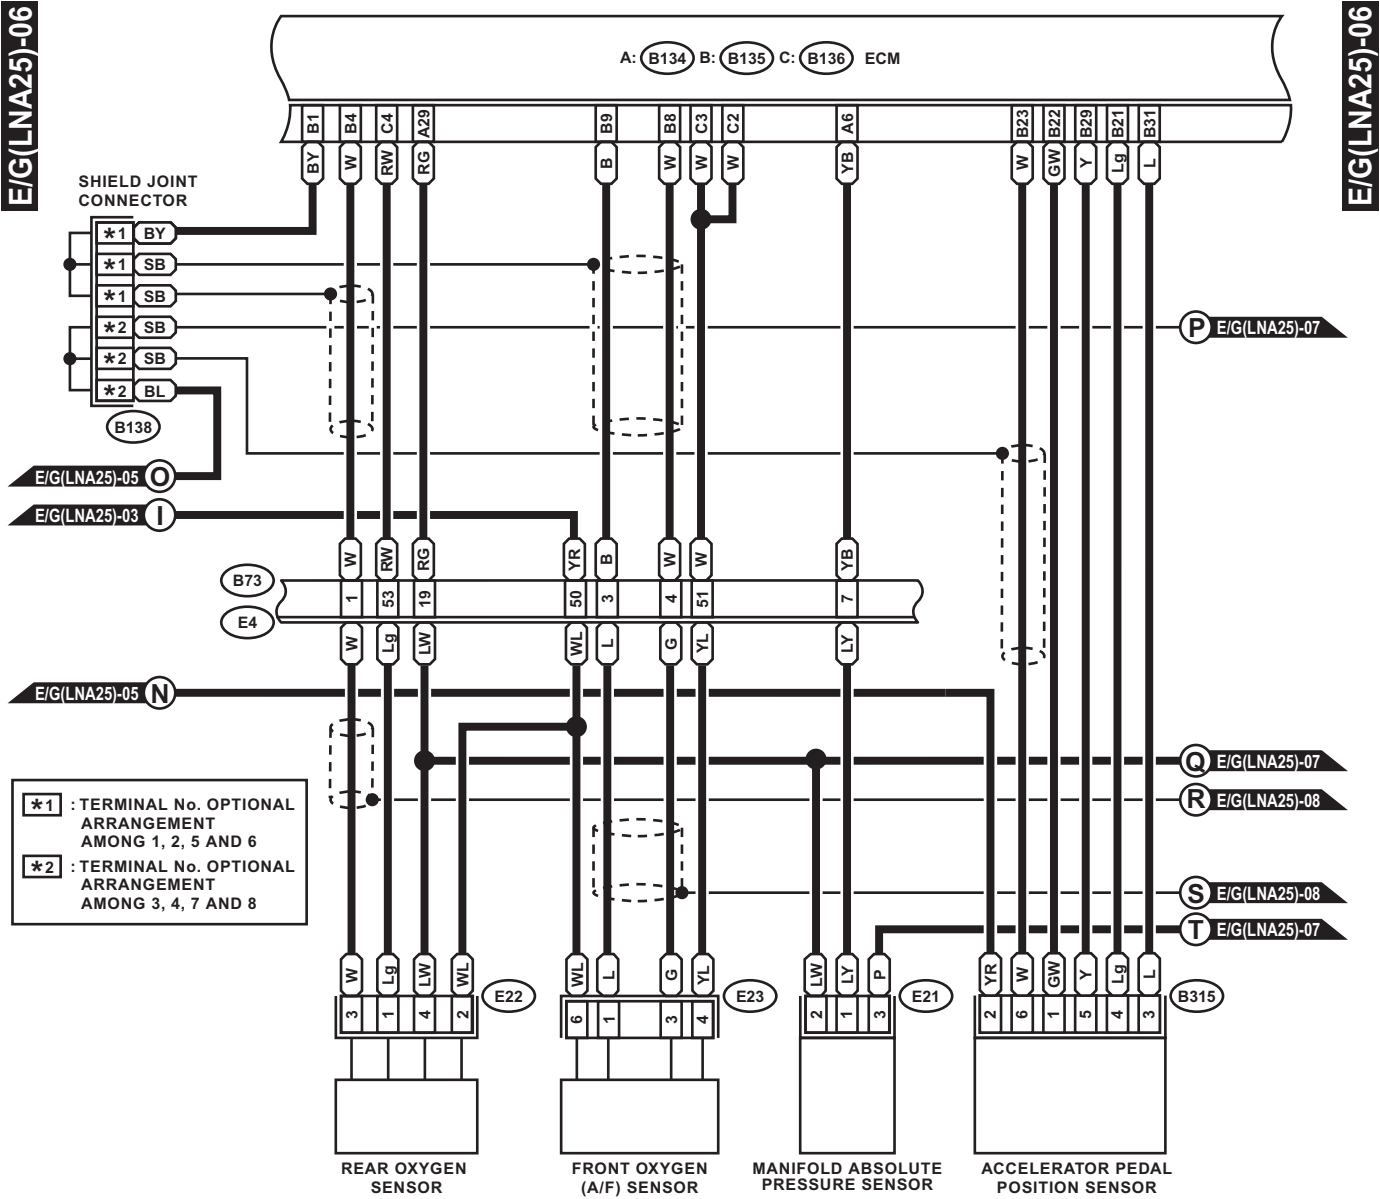 E/G(LNA25)-06
E/G(LNA25)-06
A: B134 B: B135 C: B136 ECM
B1 B4 C4 A29 B9 B8 C3 C2 A6 B23 B22 B29 B21 B31
BY W RW RG B W W W YB W GW Y Lg L
SHIELD JOINT
CONNECTOR
*1 BY
*1 SB
*1 SB
*2 SB
P E/G(LNA25)-07
*2 SB
*2 BL
B138
E/G(LNA25)-05 O
E/G(LNA25)-03 I
W RW RG YR B W W YB
B73
1 53 19 50 3 4 51 7
E4
W Lg LW WL L G YL LY
E/G(LNA25)-05 N
Q E/G(LNA25)-07
R E/G(LNA25)-08
*1 : TERMINAL No. OPTIONAL
ARRANGEMENT
AMONG 1, 2, 5 AND 6
*2 : TERMINAL No. OPTIONAL
ARRANGEMENT
AMONG 3, 4, 7 AND 8
S E/G(LNA25)-08
T E/G(LNA25)-07
W Lg LW WL WL L G YL LW LY P YR W GW Y Lg L
E22 E23 E21 B315
3 1 4 2 6 1 3 4 2 1 3 2 6 1 5 4 3
REAR OXYGEN
SENSOR
FRONT OXYGEN
(A/F) SENSOR
MANIFOLD ABSOLUTE
PRESSURE SENSOR
ACCELERATOR PEDAL
POSITION SENSOR